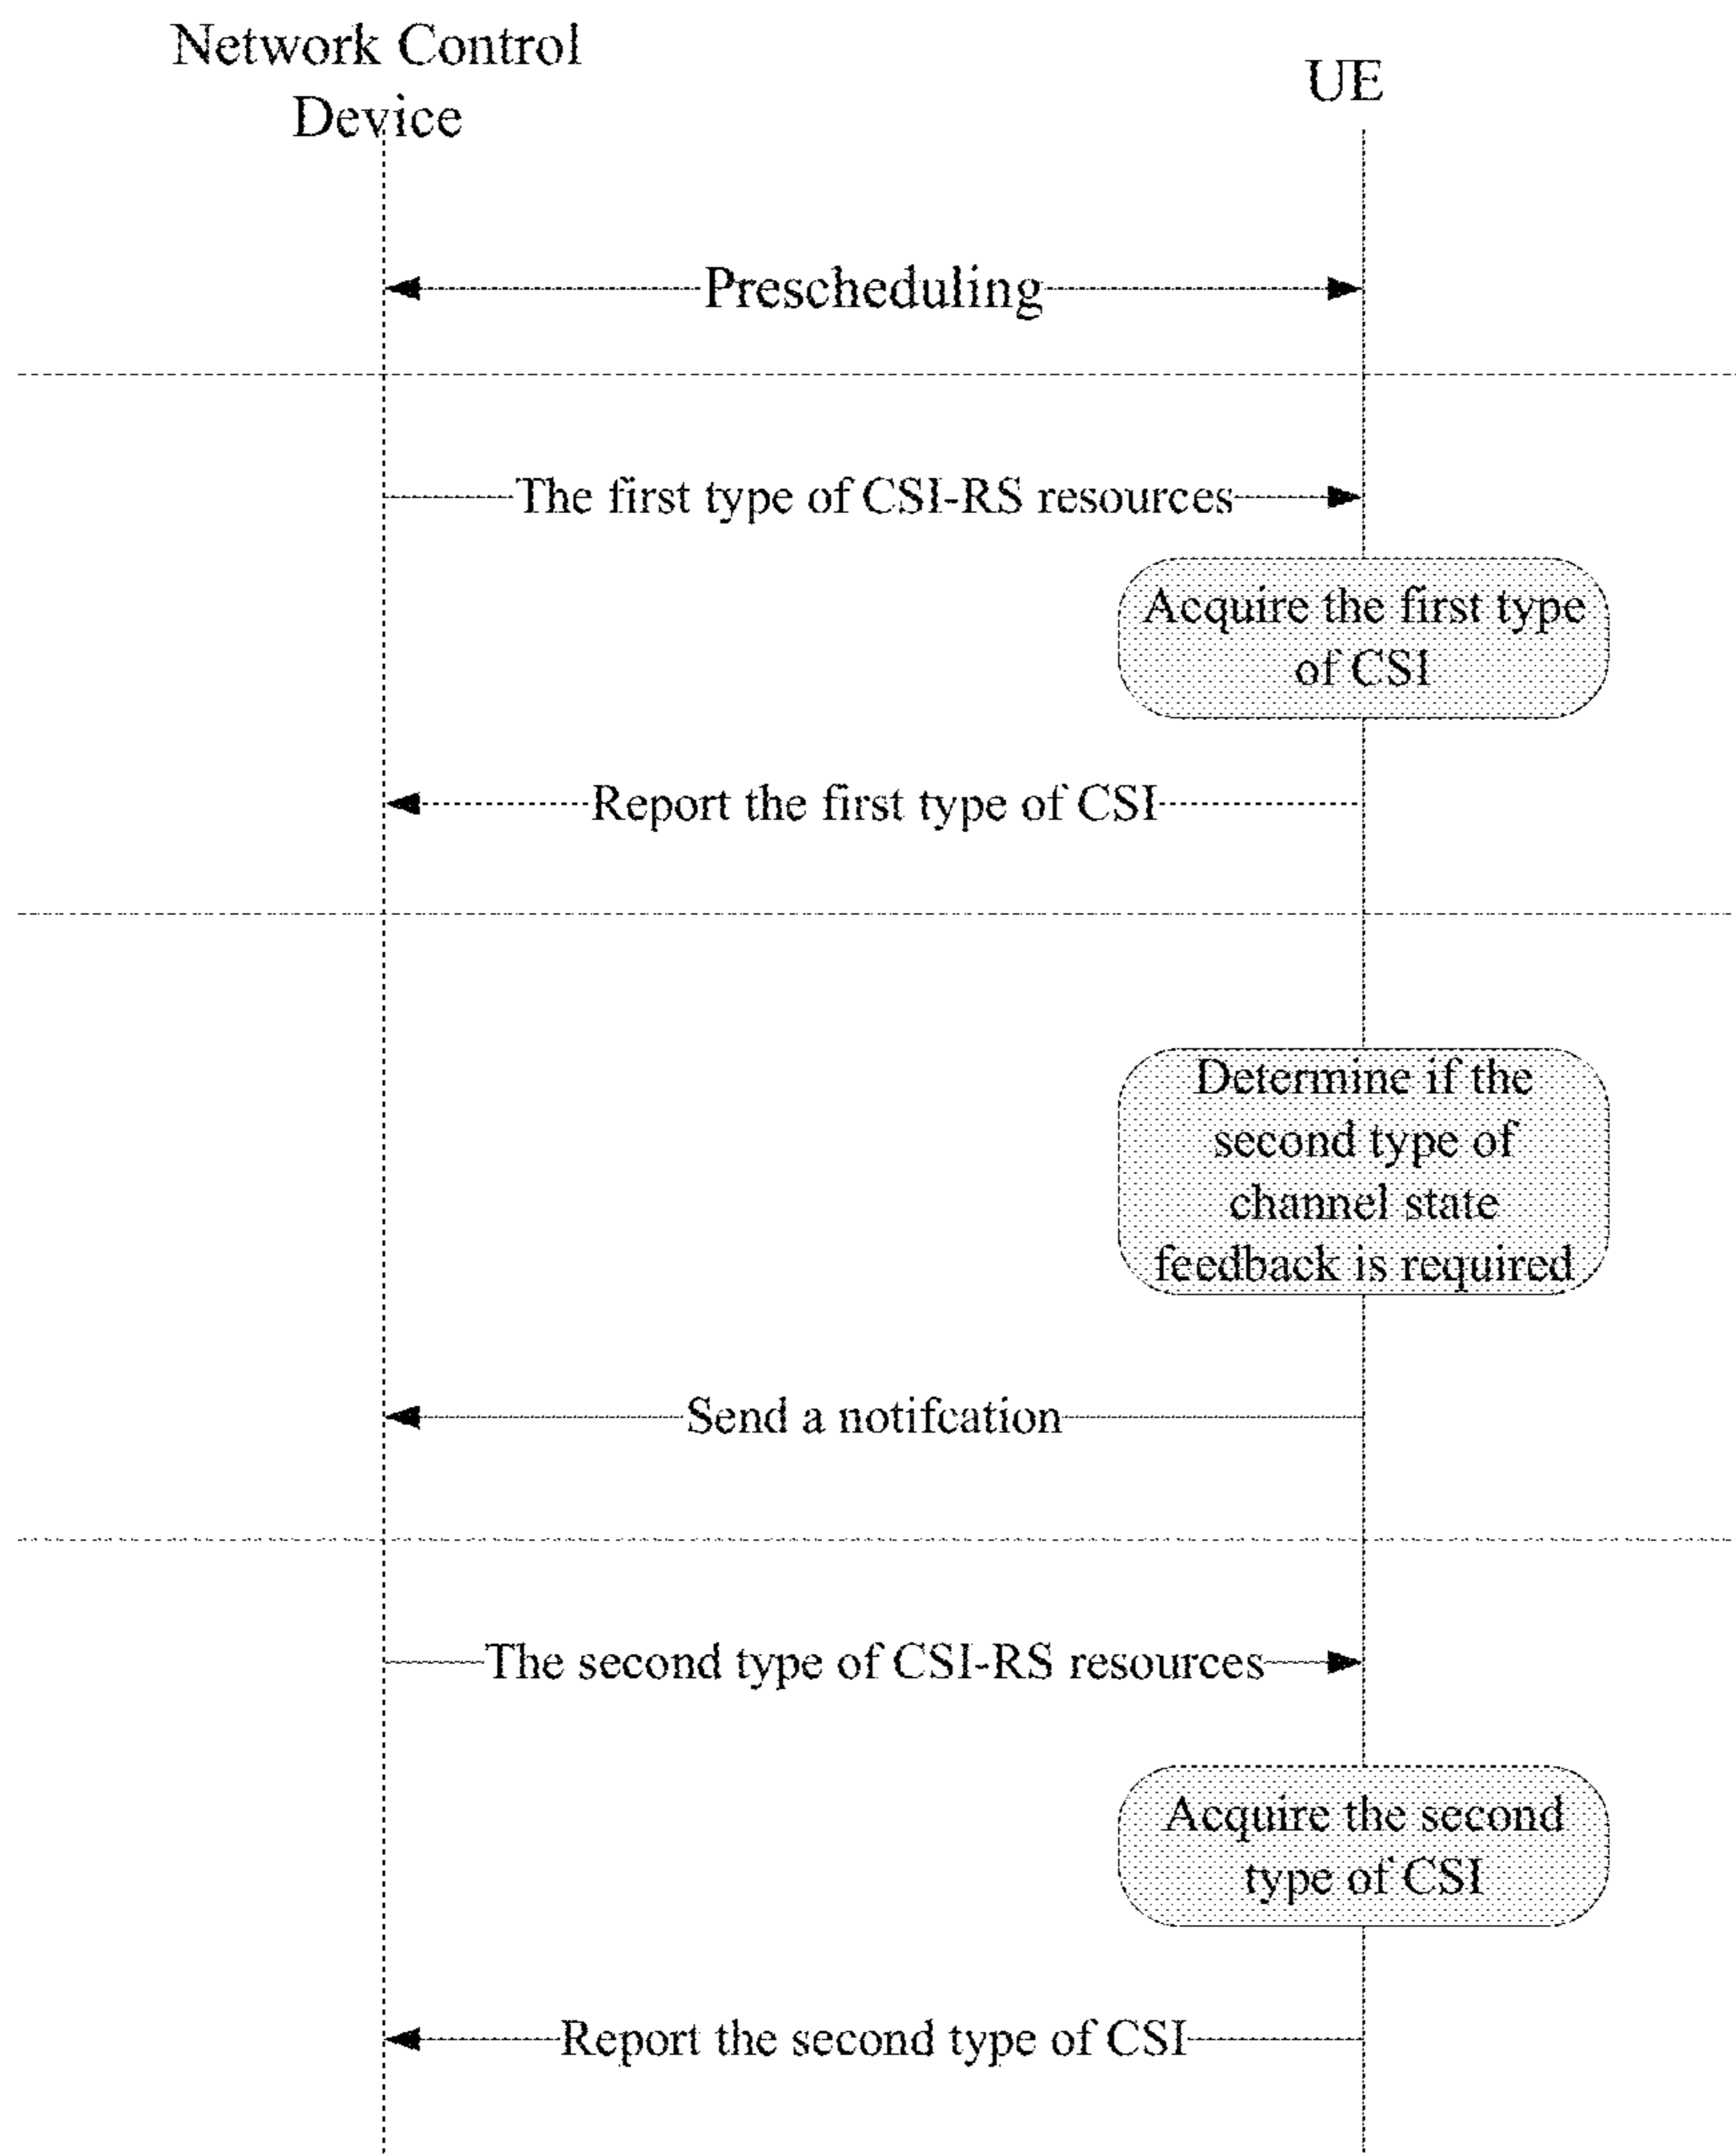 Network Control
Device
UE
Prescheduling
The first type of CSI-RS resources
Acquire the first type
of CSI
Report the first type of CSI
Determine if the
second type of
channel state
feedback is required
Send a notifcation
The second type of CSI-RS resources
Acquire the second
type of CSI
Report the second type of CSI